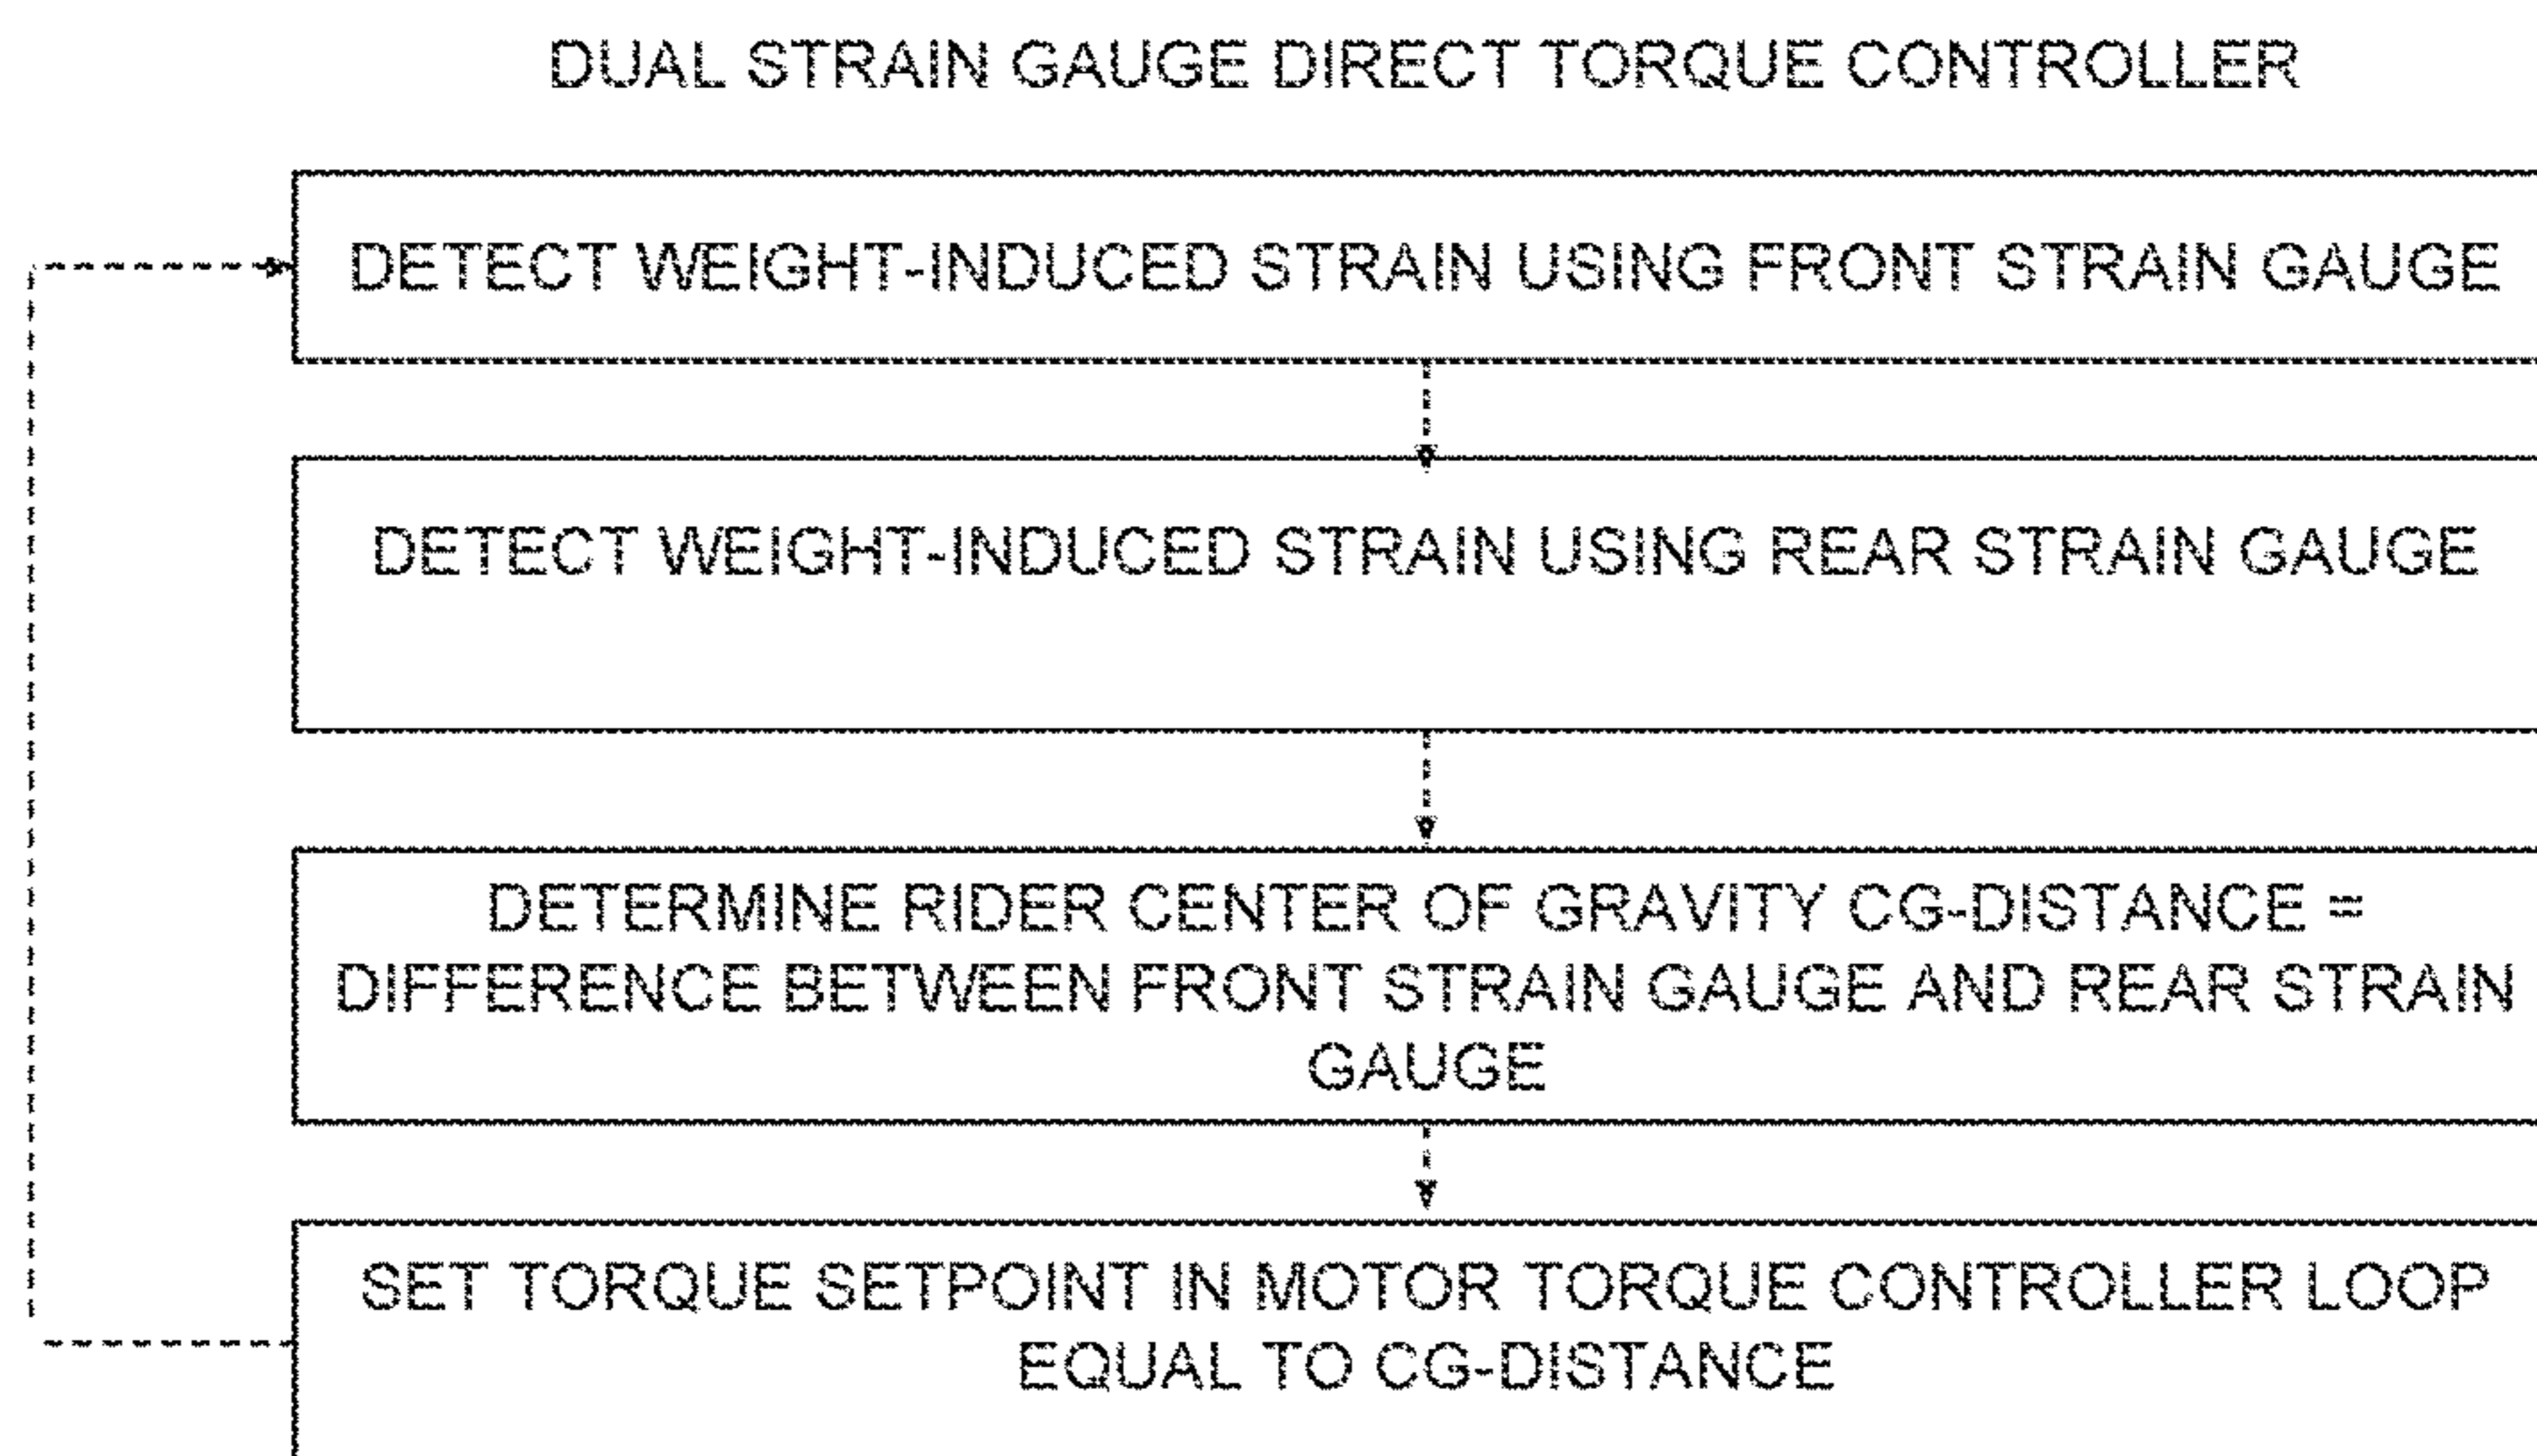 DUAL STRAIN GAUGE DIRECT TORQUE CONTROLLER
DETECT WEIGHT-INDUCED STRAIN USING FRONT STRAIN GAUGE
DETECT WEIGHT-INDUCED STRAIN USING REAR STRAIN GAUGE
DETERMINE RIDER CENTER OF GRAVITY CG-DISTANCE =
DIFFERENCE BETWEEN FRONT STRAIN GAUGE AND REAR STRAIN
GAUGE
SET TORQUE SETPOINT IN MOTOR TORQUE CONTROLLER LOOP
EQUAL TO CG-DISTANCE